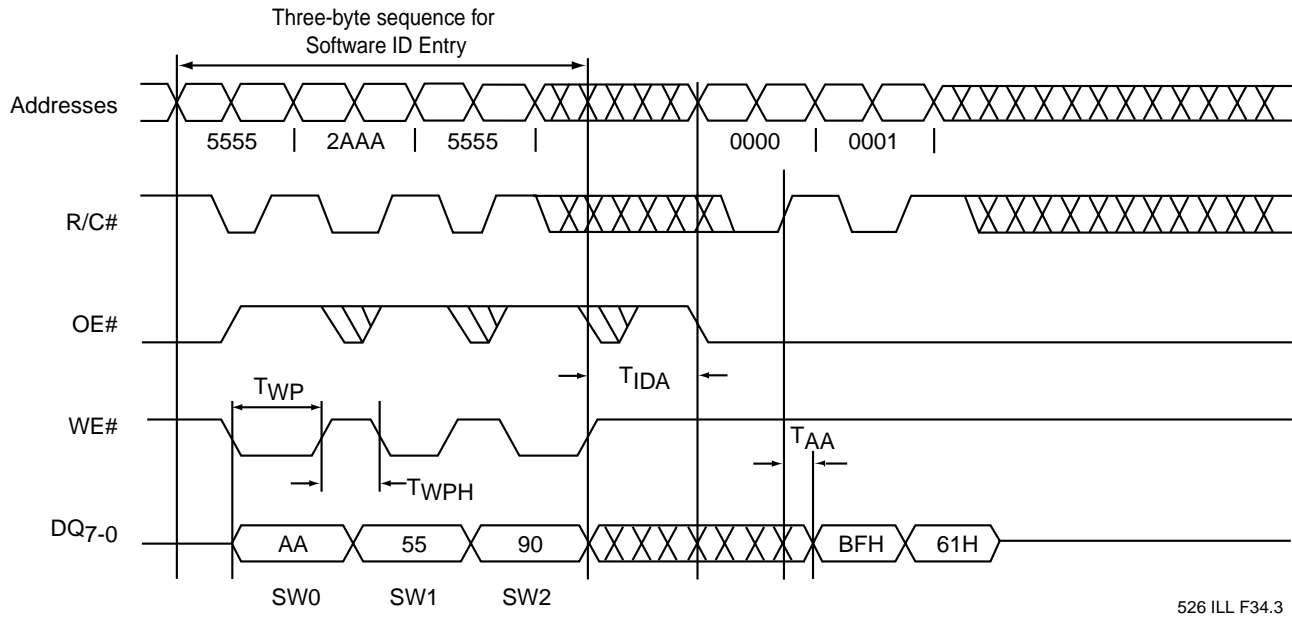 Three-byte sequence for
Software ID Entry
Addresses
5555 | 2AAA | 5555 | 0000 | 0001 |
R/C#
OE#
TIDA
TWP
WE#
TAA
TWPH
DQ7-0
AA 55 90 BFH 61H
SW0 SW1 SW2
526 ILL F34.3